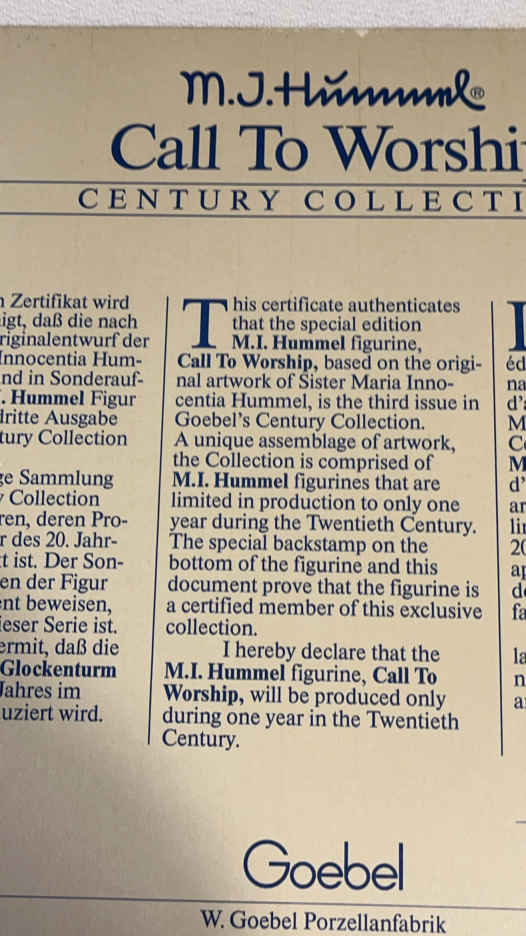 M.J.Hummel®
Call To Worshi
CENTURY COLLECTI
Zertifikat wird
igt, daß die nach
riginalentwurf der
Innocentia Hum-
nd in Sonderauf-
. Hummel Figur
dritte Ausgabe
tury Collection
ge Sammlung
Collection
ren, deren Pro-
r des 20. Jahr-
t ist. Der Son-
en der Figur
ent beweisen,
ieser Serie ist.
ermit, daß die
Glockenturm
Jahres im
uziert wird.
This certificate authenticates
that the special edition
M.I. Hummel figurine,
Call To Worship, based on the origi-
nal artwork of Sister Maria Inno-
centia Hummel, is the third issue in
Goebel's Century Collection.
A unique assemblage of artwork,
the Collection is comprised of
M.I. Hummel figurines that are
limited in production to only one
year during the Twentieth Century.
The special backstamp on the
bottom of the figurine and this
document prove that the figurine is
a certified member of this exclusive
collection.
I hereby declare that the
M.I. Hummel figurine, Call To
Worship, will be produced only
during one year in the Twentieth
Century.
éd
na
d'
M
C
M
d'
ar
lin
20
ap
de
fa
la
n
a
Goebel
W. Goebel Porzellanfabrik